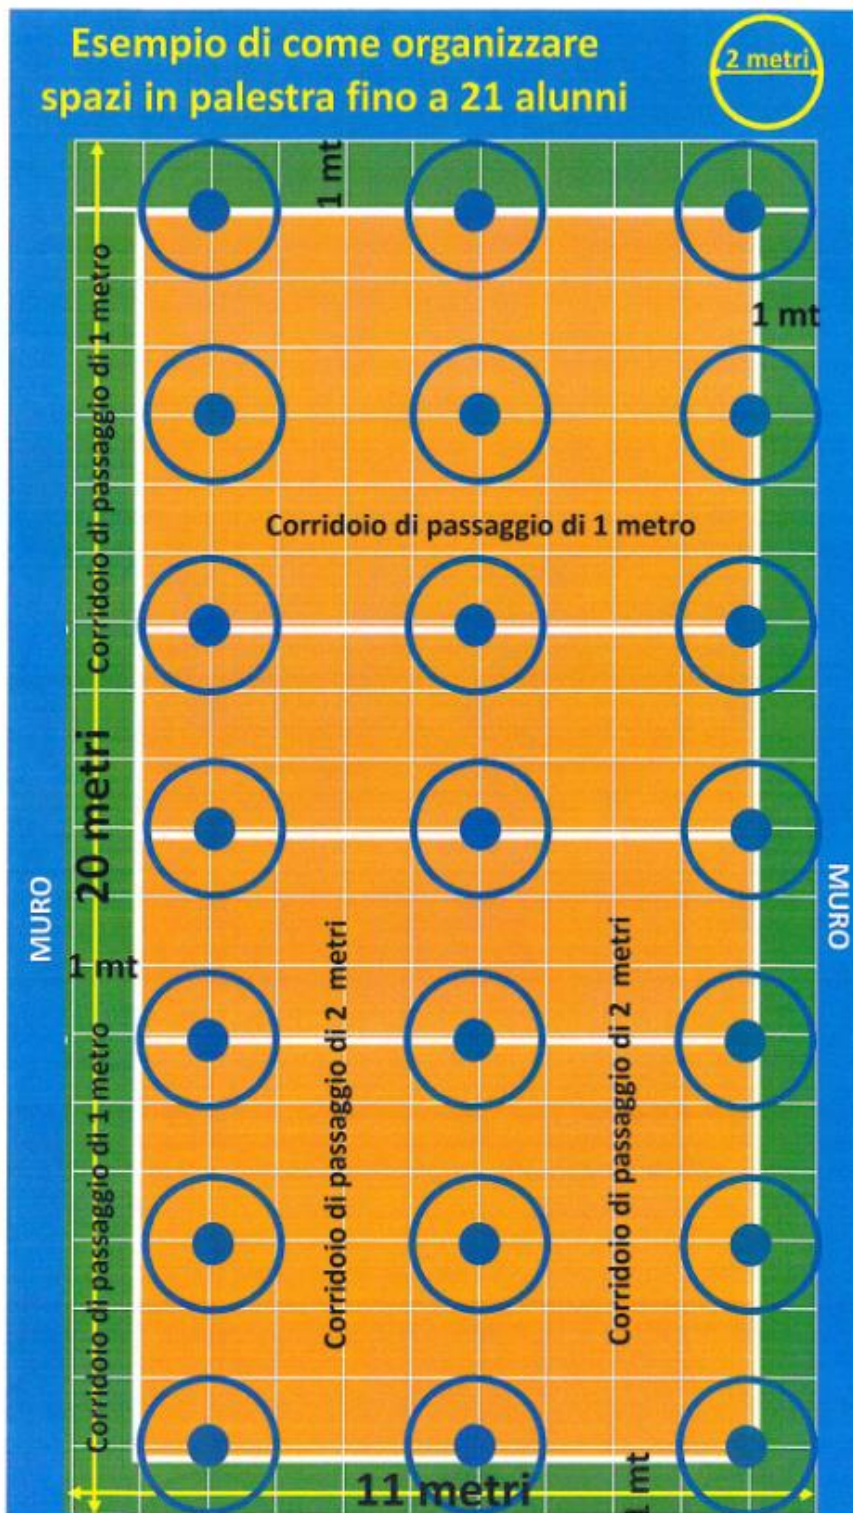 Esempio di come organizzare
spazi in palestra fino a 21 alunni
2 metri
1 mt
Corridoio di passaggio di 1 metro
1 mt
Corridoio di passaggio di 1 metro
20 metri
MURO
MURO
1 mt
Corridoio di passaggio di 2 metri
Corridoio di passaggio di 2 metri
Corridoio di passaggio di 1 metro
11 metri
1 mt